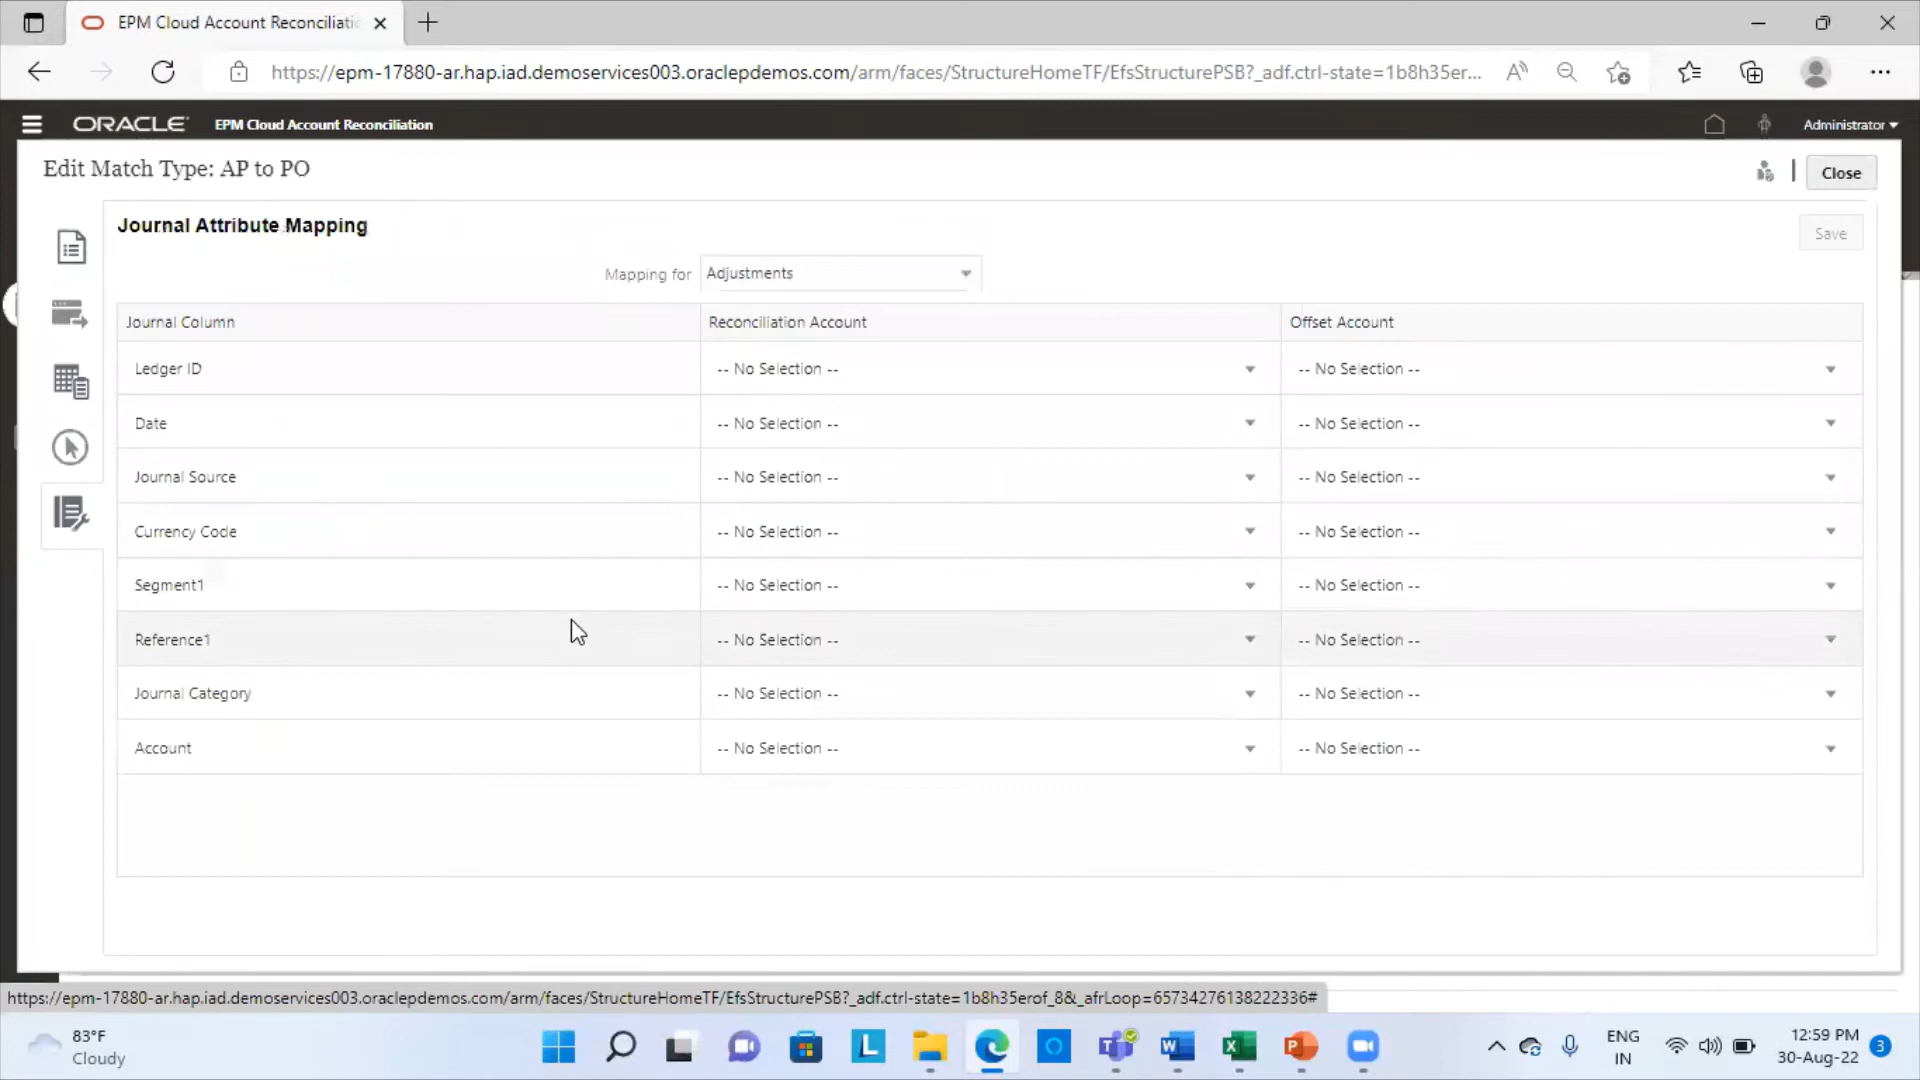 EPM Cloud Account Reconciliati
https://epm-17880-ar.hap.iad.demoservices003.oraclepdemos.com/arm/faces/StructureHomeTF/EfsStructurePSB?_adf.ctrl-state=1b8h35er...
ORACLE EPM Cloud Account Reconciliation Administrator
Edit Match Type: AP to PO
Close
Journal Attribute Mapping
Save
Mapping for Adjustments
Journal Column Reconciliation Account Offset Account
Ledger ID -- No Selection -- -- No Selection --
Date -- No Selection -- -- No Selection --
Journal Source -- No Selection -- -- No Selection --
Currency Code -- No Selection -- -- No Selection --
Segment1 -- No Selection -- -- No Selection --
Reference1 -- No Selection -- -- No Selection --
Journal Category -- No Selection -- -- No Selection --
Account -- No Selection -- -- No Selection --
https://epm-17880-ar.hap.iad.demoservices003.oraclepdemos.com/arm/faces/StructureHomeTF/EfsStructurePSB?_adf.ctrl-state=1b8h35erof_8&_afrLoop=65734276138222336#
83°F
Cloudy
ENG
IN
12:59 PM
30-Aug-22
3